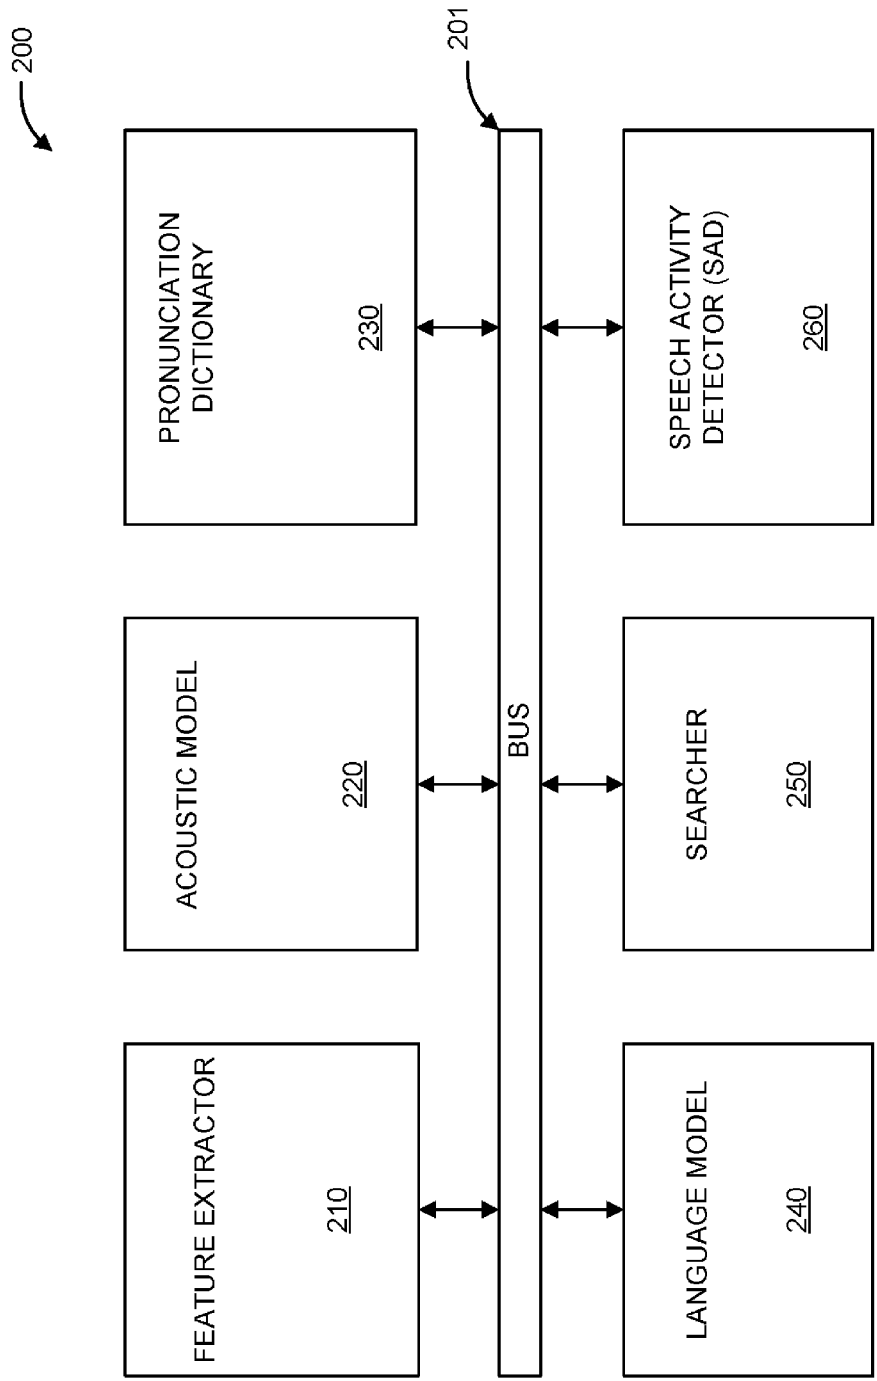 200
FEATURE EXTRACTOR
210
ACOUSTIC MODEL
220
PRONUNCIATION
DICTIONARY
230
BUS
201
LANGUAGE MODEL
240
SEARCHER
250
SPEECH ACTIVITY
DETECTOR (SAD)
260